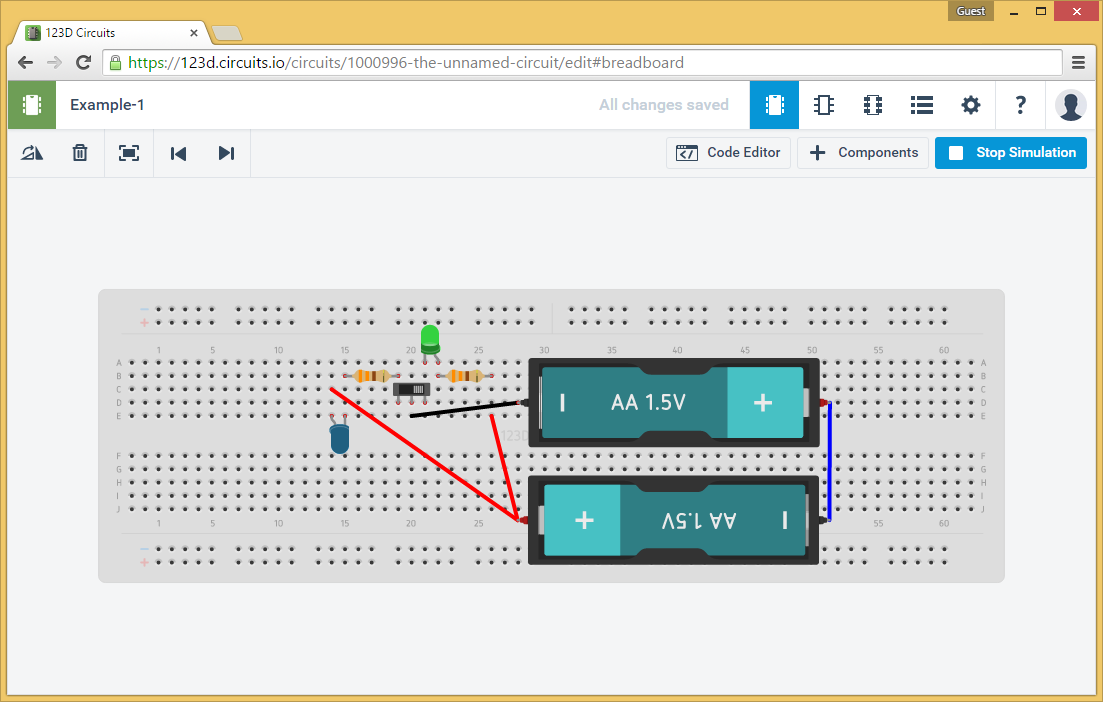 Guest
123D Circuits
https://123d.circuits.io/circuits/1000996-the-unnamed-circuit/edit#breadboard
Example-1
All changes saved
?
Code Editor
+ Components
Stop Simulation
− −
+ +
1 5 10 15 20 25 30 35 40 45 50 55 60
A A
B B
C C
D D
E E
AA 1.5V
+
123D
F F
G G
H H
I I
J J
+
AA 1.5V
1 5 10 15 20 25 55 60
−
+